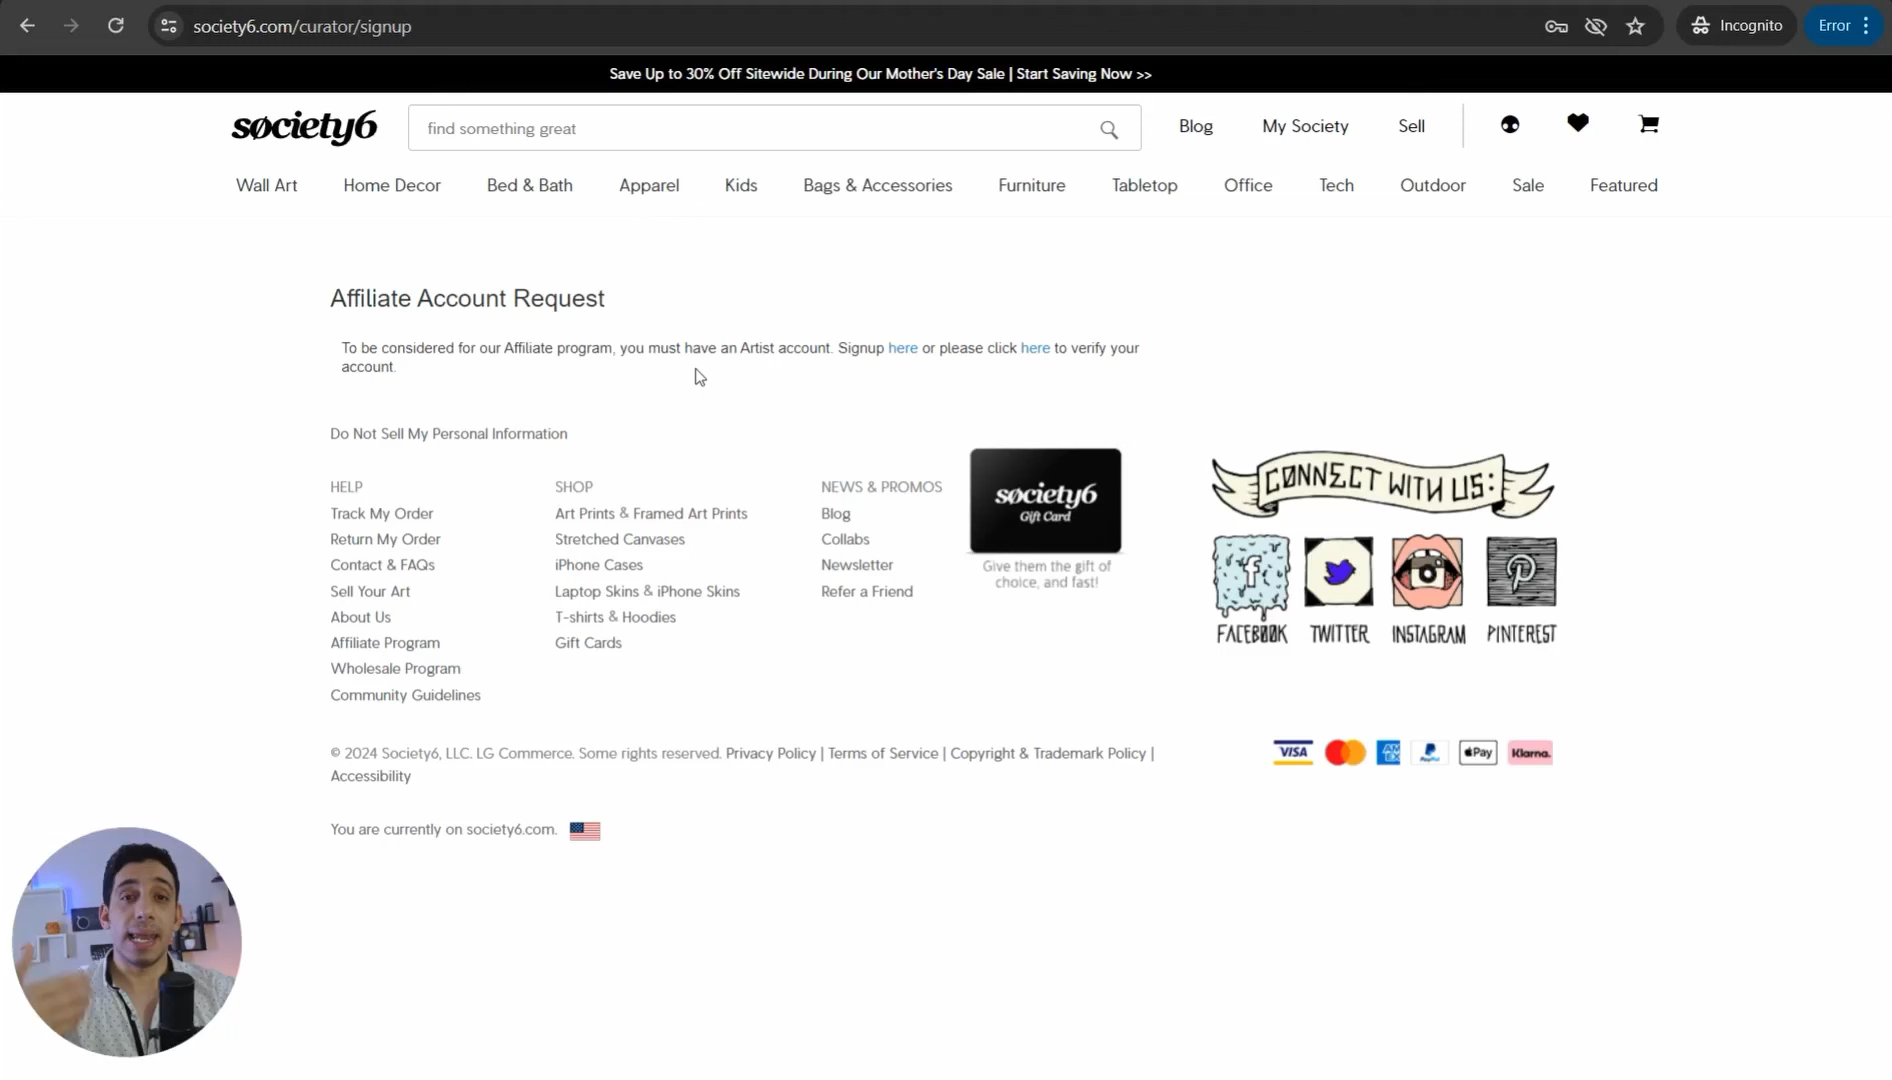 society6.com/curator/signup
Incognito
Error
Save Up to 30% Off Sitewide During Our Mother's Day Sale | Start Saving Now >>
society6
find something great
Blog
My Society
Sell
Wall Art
Home Decor
Bed & Bath
Apparel
Kids
Bags & Accessories
Furniture
Tabletop
Office
Tech
Outdoor
Sale
Featured
Affiliate Account Request
To be considered for our Affiliate program, you must have an Artist account. Signup here or please click here to verify your
account.
Do Not Sell My Personal Information
HELP
Track My Order
Return My Order
Contact & FAQs
Sell Your Art
About Us
Affiliate Program
Wholesale Program
Community Guidelines
SHOP
Art Prints & Framed Art Prints
Stretched Canvases
iPhone Cases
Laptop Skins & iPhone Skins
T-shirts & Hoodies
Gift Cards
NEWS & PROMOS
Blog
Collabs
Newsletter
Refer a Friend
society6
Gift Card
Give them the gift of
choice, and fast!
CONNECT WITH US:
FACEBOOK
TWITTER
INSTAGRAM
PINTEREST
© 2024 Society6, LLC. LG Commerce. Some rights reserved. Privacy Policy | Terms of Service | Copyright & Trademark Policy |
Accessibility
VISA
AM
EX
PayPal
Pay
Klarna.
You are currently on society6.com.